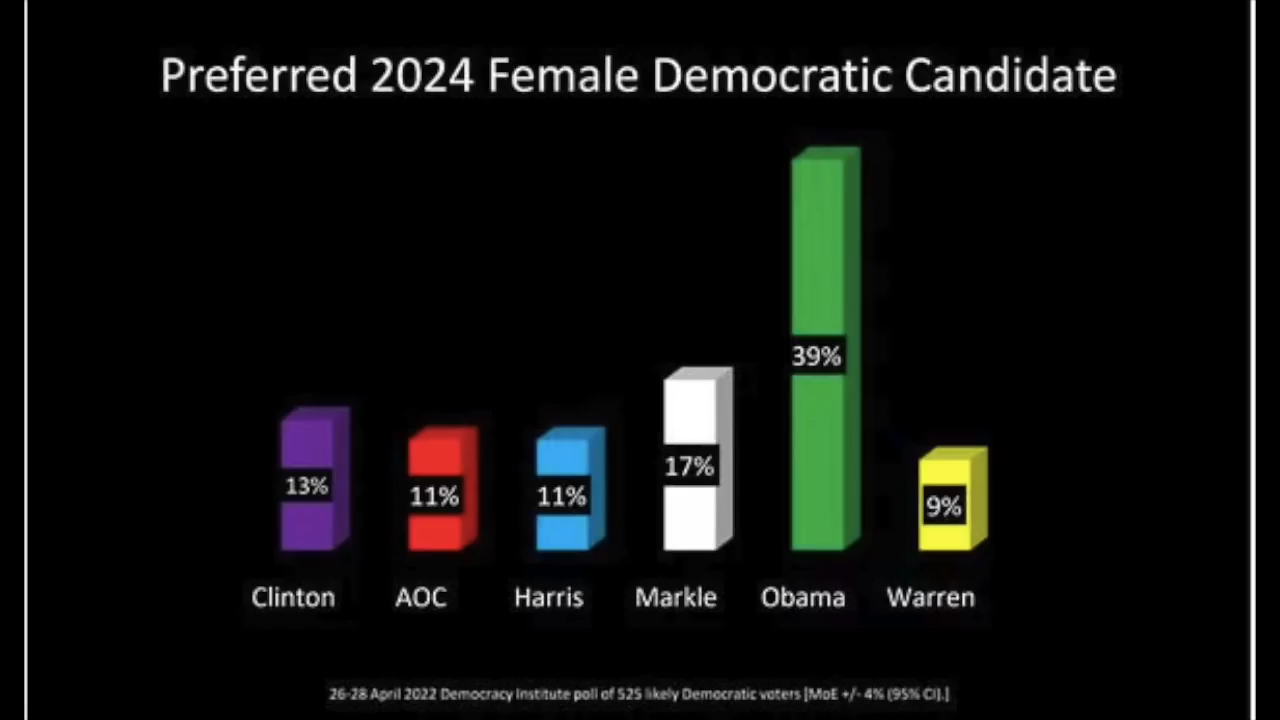 Preferred 2024 Female Democratic Candidate
39%
17%
13%
11%
11%
9%
Clinton AOC Harris Markle Obama Warren
26-28 April 2022 Democracy Institute poll of 525 likely Democratic voters [MoE +/- 4% (95% CI).]